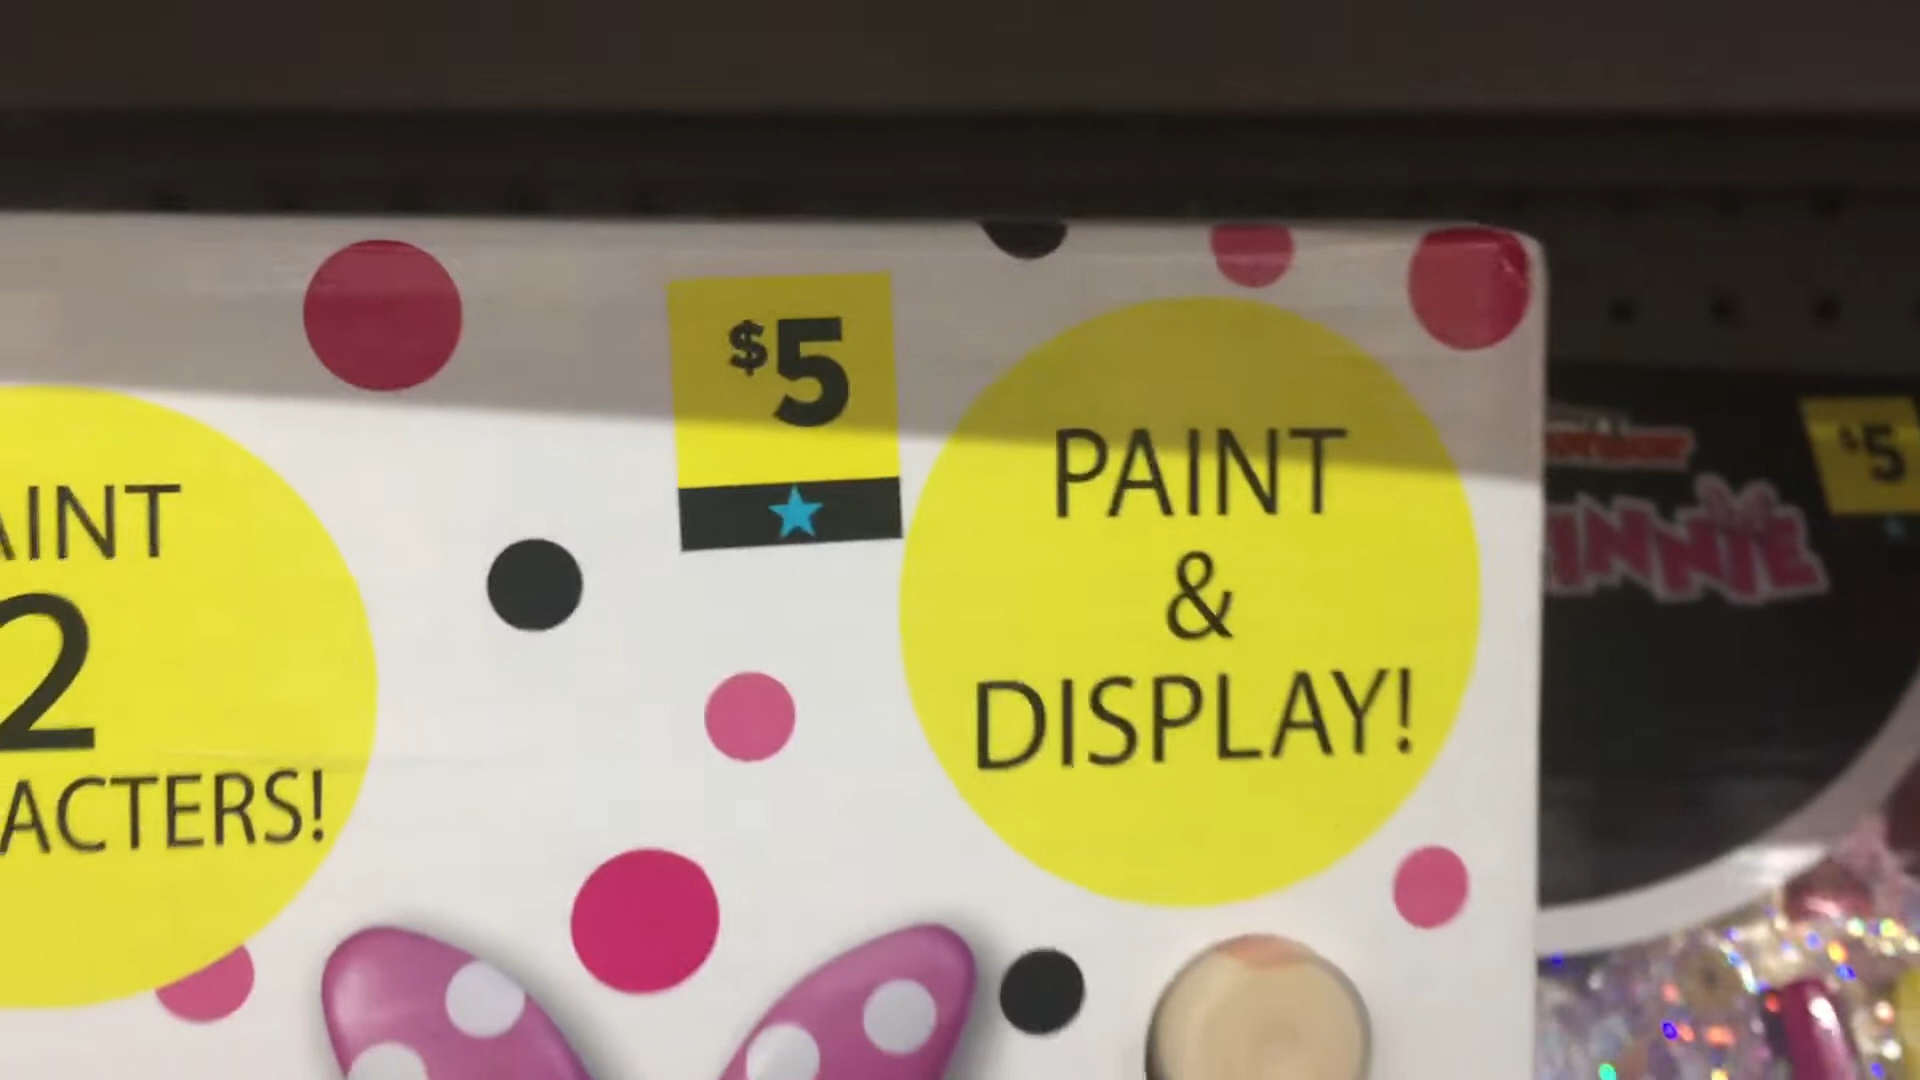 $5
PAINT
&
DISPLAY!
AINT
2
ACTERS!
$5
INNIE